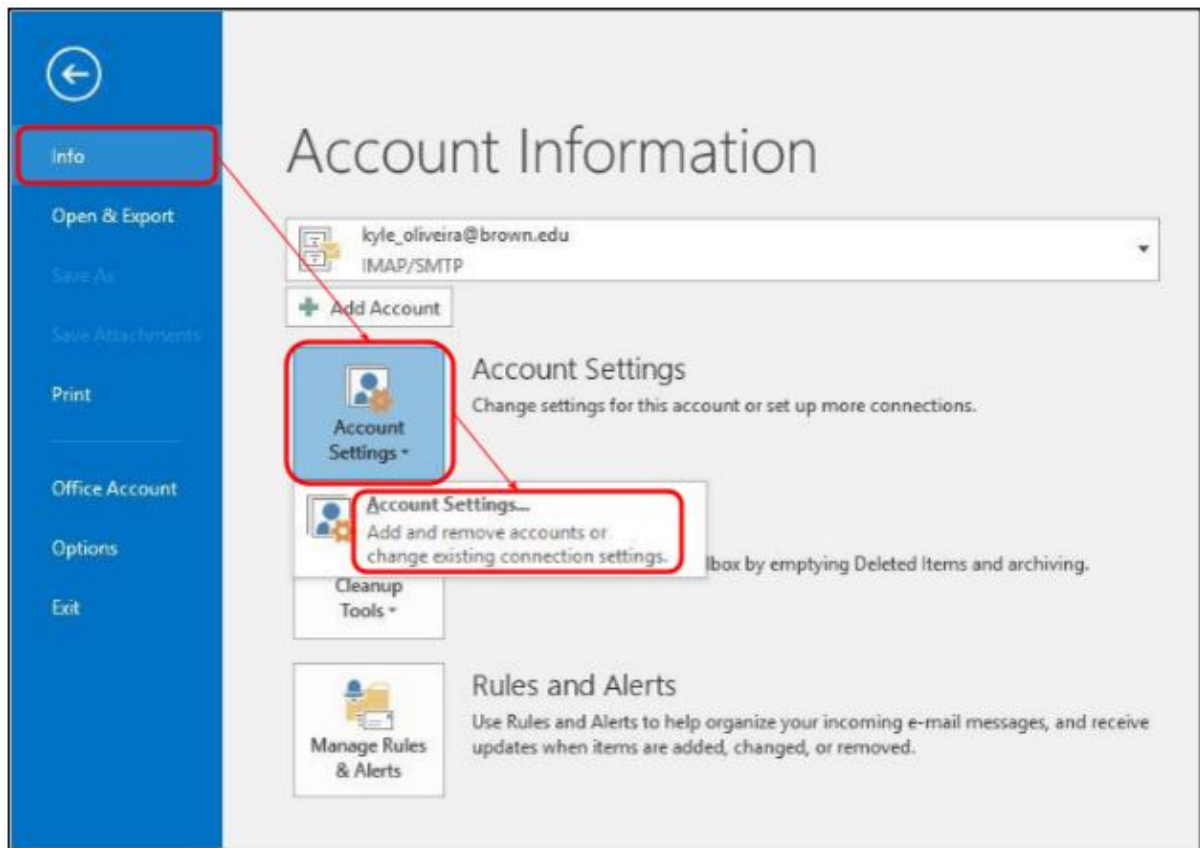 Info
Open & Export
Save As
Save Attachments
Print
Office Account
Options
Exit
Account Information
kyle_oliveira@brown.edu
IMAP/SMTP
Add Account
Account
Settings
Account Settings
Change settings for this account or set up more connections.
Account Settings...
Add and remove accounts or
change existing connection settings.
lbox by emptying Deleted Items and archiving.
Cleanup
Tools
Manage Rules
& Alerts
Rules and Alerts
Use Rules and Alerts to help organize your incoming e-mail messages, and receive
updates when items are added, changed, or removed.